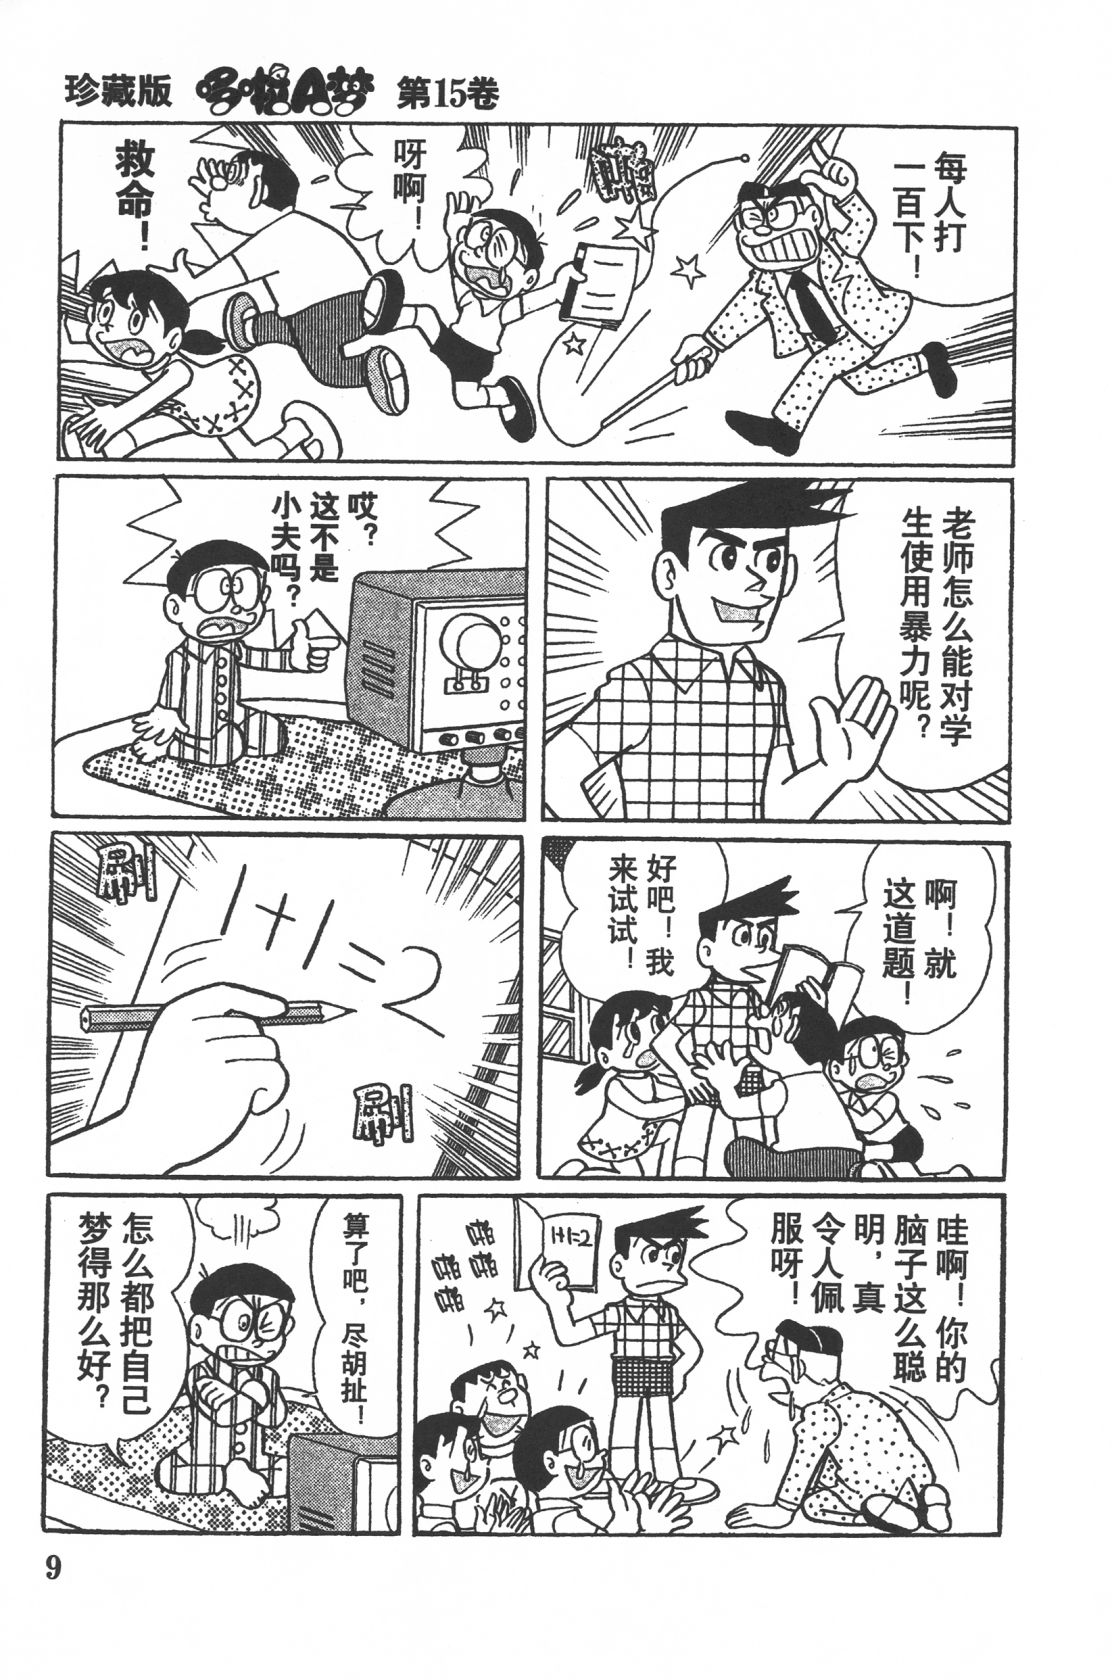 珍藏版 哆啦A梦 第15卷
每人打
一百下！
呀啊！
救命！
老师怎么能对学
生使用暴力呢？
哎？
这不是
小夫吗？
啊！就
这道题！
好吧！我
来试试！
刷
1+1=2
刷
哇啊！你的
脑子这么聪
明，真
令人佩
服呀！
1+1=2
算了吧，尽胡扯！
怎么都把自己
梦得那么好？
9